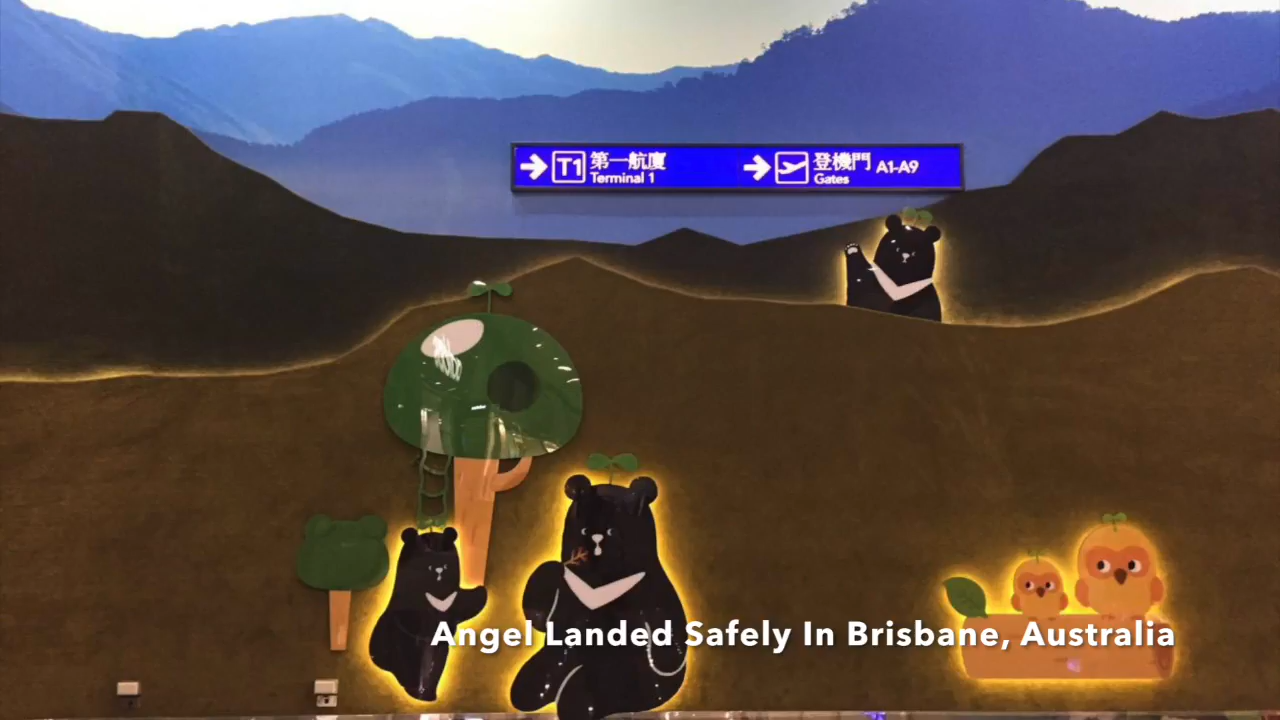 T1 第一航廈
Terminal 1
登機門 A1-A9
Gates
Angel Landed Safely In Brisbane, Australia